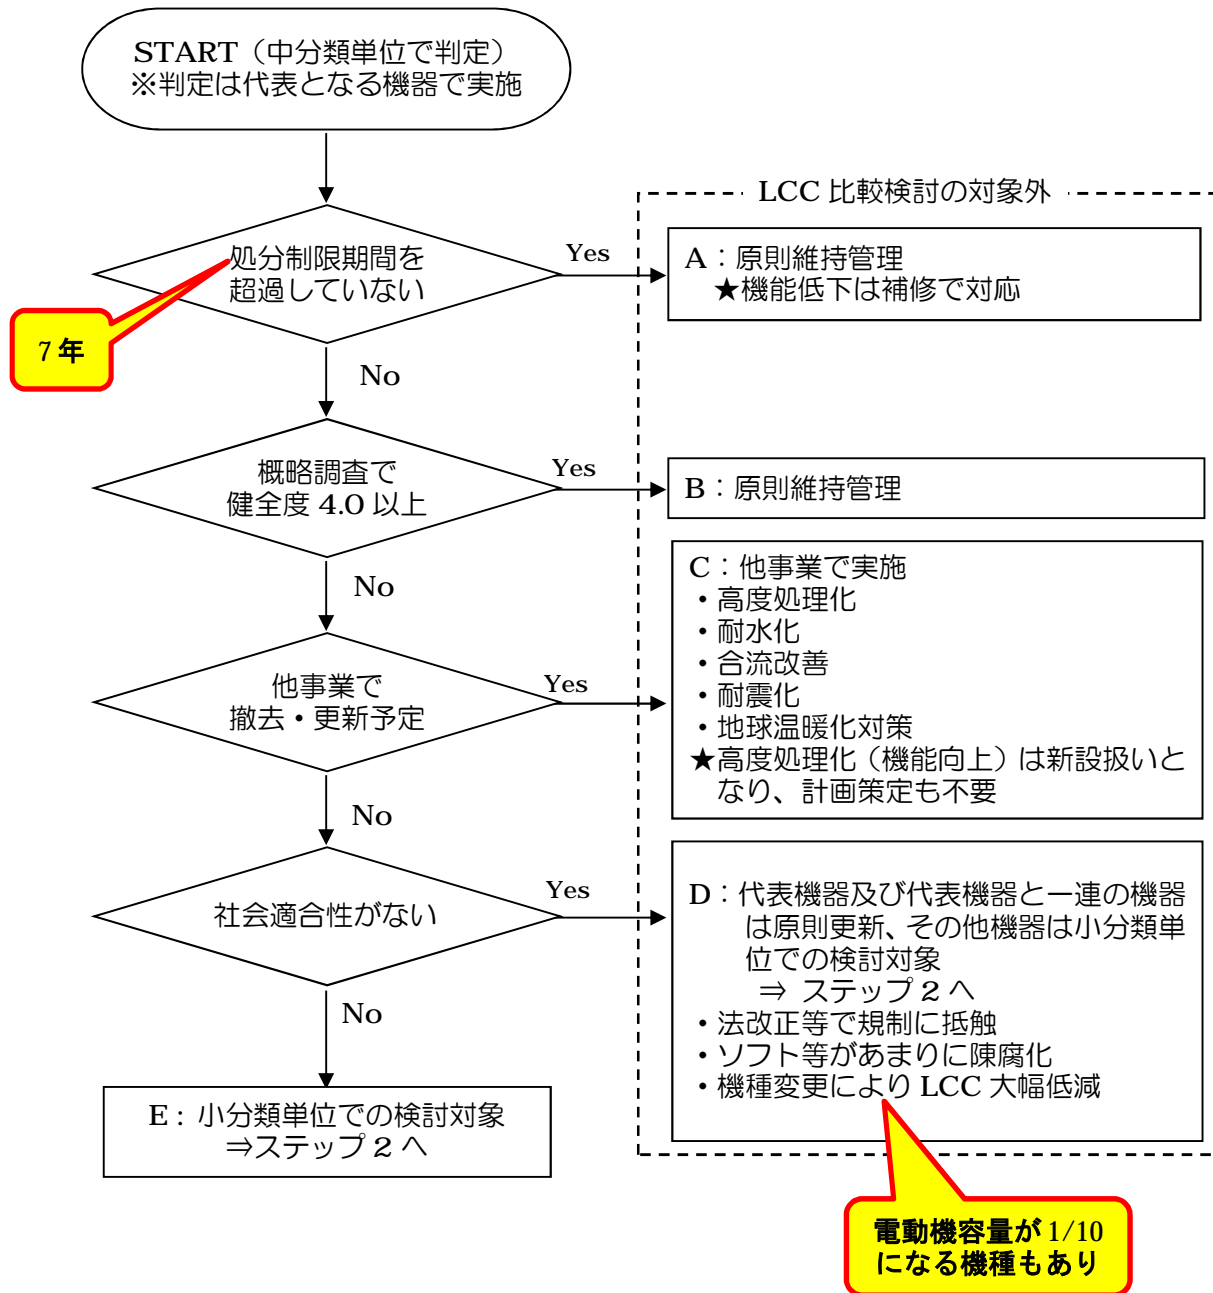 START（中分類単位で判定）
※判定は代表となる機器で実施
LCC 比較検討の対象外
処分制限期間を
超過していない
Yes
A：原則維持管理
★機能低下は補修で対応
7 年
No
概略調査で
健全度 4.0 以上
Yes
B：原則維持管理
No
C：他事業で実施
・高度処理化
・耐水化
・合流改善
・耐震化
・地球温暖化対策
★高度処理化（機能向上）は新設扱いと
なり、計画策定も不要
他事業で
撤去・更新予定
Yes
No
社会適合性がない
Yes
D：代表機器及び代表機器と一連の機器
は原則更新、その他機器は小分類単
位での検討対象
⇒ ステップ 2 へ
・法改正等で規制に抵触
・ソフト等があまりに陳腐化
・機種変更により LCC 大幅低減
No
E：小分類単位での検討対象
⇒ステップ 2 へ
電動機容量が 1/10
になる機種もあり